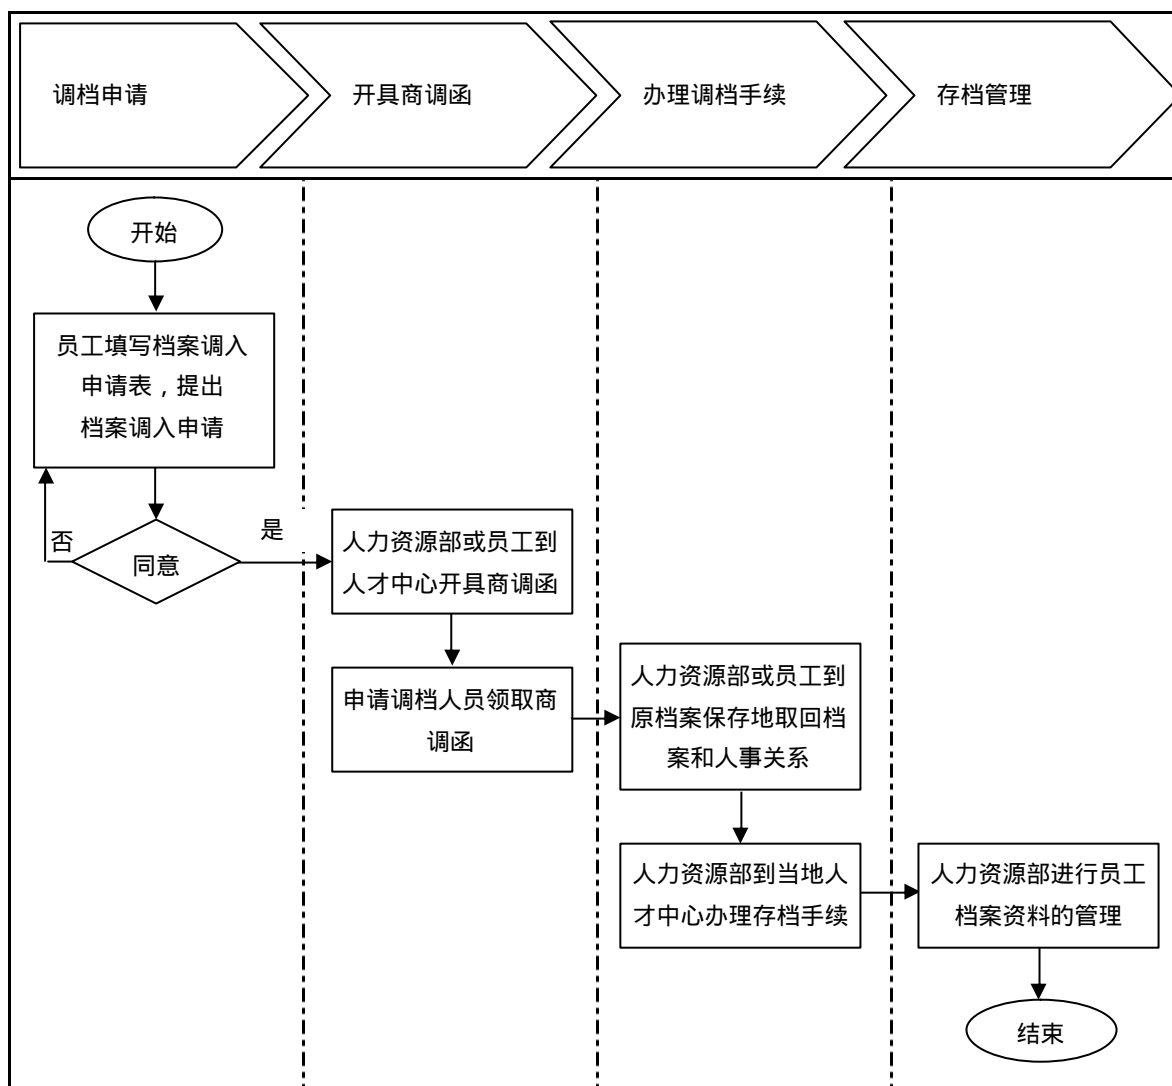 调档申请
开具商调函
办理调档手续
存档管理
开始
员工填写档案调入
申请表，提出
档案调入申请
否
同意
是
人力资源部或员工到
人才中心开具商调函
申请调档人员领取商
调函
人力资源部或员工到
原档案保存地取回档
案和人事关系
人力资源部到当地人
才中心办理存档手续
人力资源部进行员工
档案资料的管理
结束